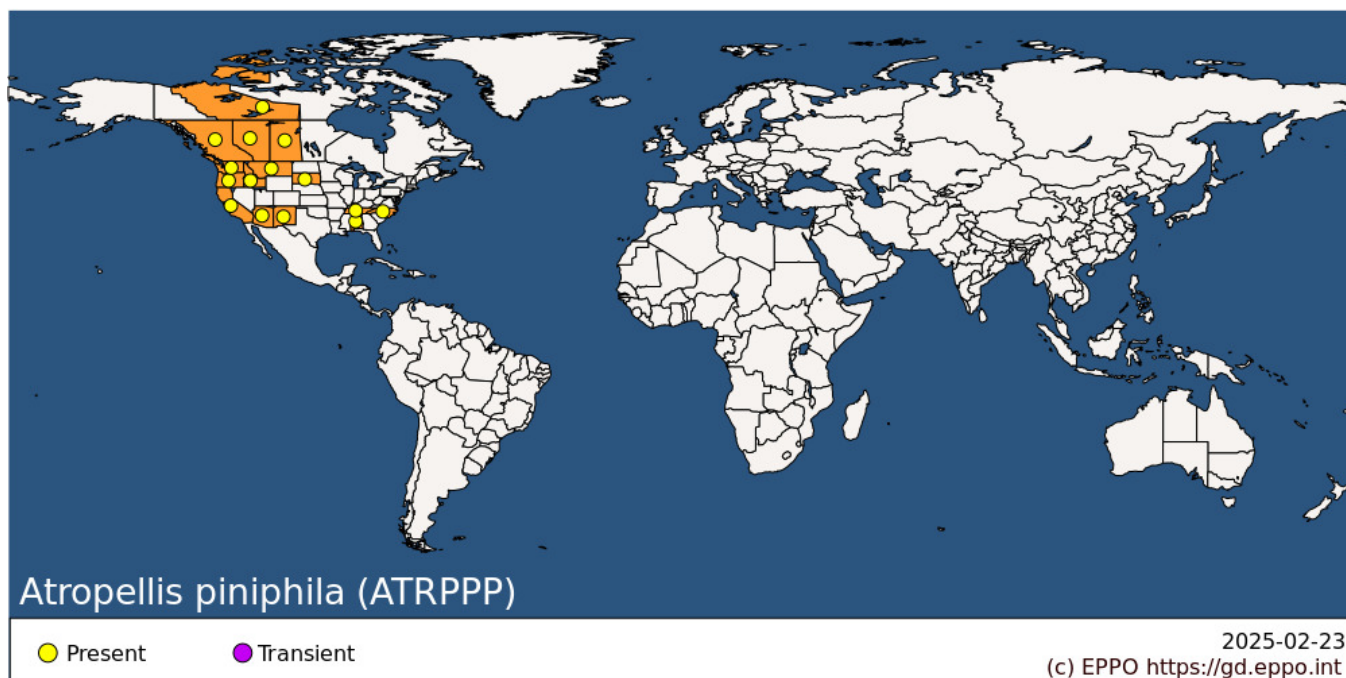 Atropellis piniphila (ATRPPP)
Present
Transient
2025-02-23
(c) EPPO https://gd.eppo.int